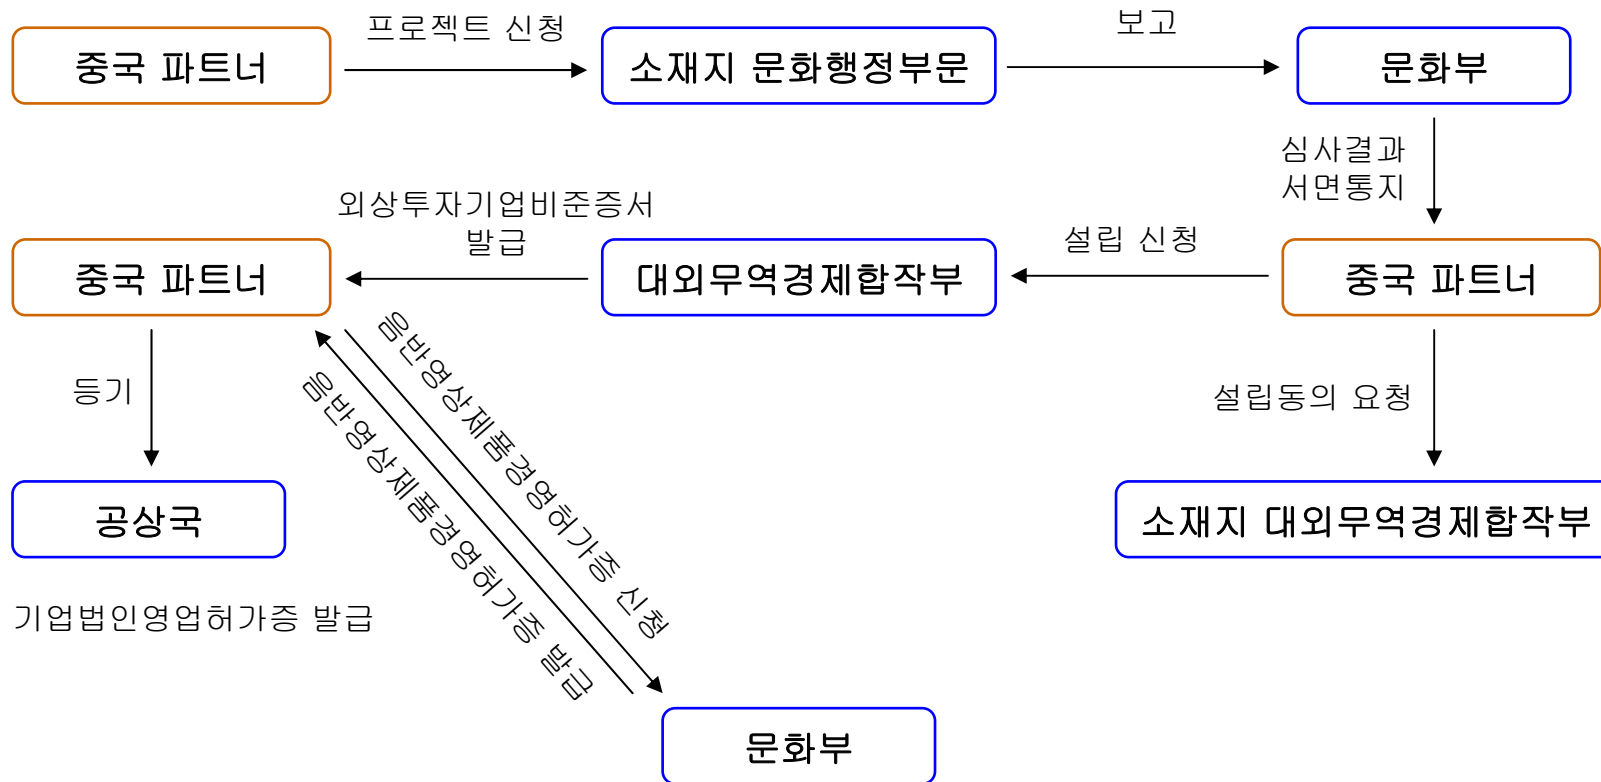 중국 파트너
프로젝트 신청
소재지 문화행정부문
보고
문화부
심사결과
서면통지
외상투자기업비준증서
발급
설립 신청
중국 파트너
대외무역경제합작부
중국 파트너
등기
음반영상제품경영허가증 신청
음반영상제품경영허가증 발급
설립동의 요청
공상국
소재지 대외무역경제합작부
기업법인영업허가증 발급
문화부